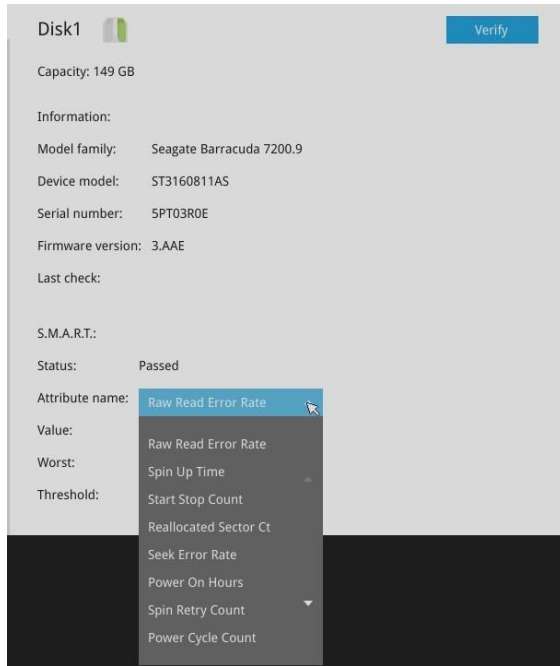 Disk1 Verify
Capacity: 149 GB
Information:
Model family: Seagate Barracuda 7200.9
Device model: ST3160811AS
Serial number: 5PT03R0E
Firmware version: 3.AAE
Last check:
S.M.A.R.T.:
Status: Passed
Attribute name: Raw Read Error Rate
Value:
Raw Read Error Rate
Worst:
Spin Up Time
Threshold:
Start Stop Count
Reallocated Sector Ct
Seek Error Rate
Power On Hours
Spin Retry Count
Power Cycle Count